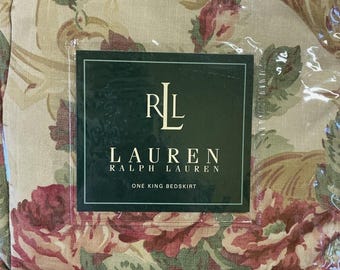 RLL
LAUREN
RALPH LAUREN
ONE KING BEDSKIRT